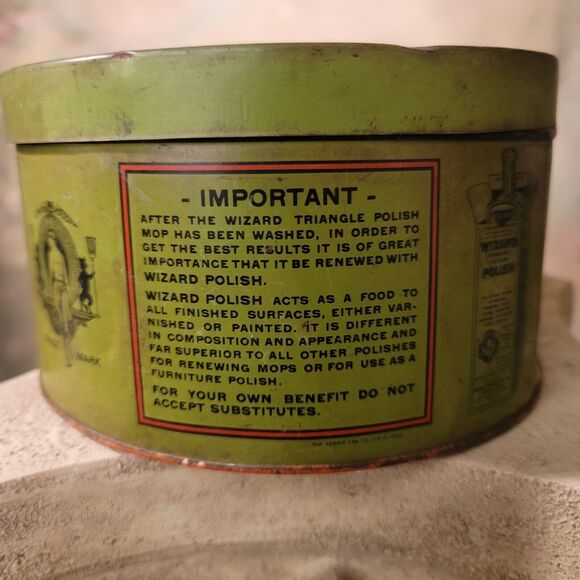 - IMPORTANT -
AFTER THE WIZARD TRIANGLE POLISH
MOP HAS BEEN WASHED, IN ORDER TO
GET THE BEST RESULTS IT IS OF GREAT
IMPORTANCE THAT IT BE RENEWED WITH
WIZARD POLISH.
WIZARD POLISH ACTS AS A FOOD TO
ALL FINISHED SURFACES, EITHER VAR-
NISHED OR PAINTED. IT IS DIFFERENT
IN COMPOSITION AND APPEARANCE AND
FAR SUPERIOR TO ALL OTHER POLISHES
FOR RENEWING MOPS OR FOR USE AS A
FURNITURE POLISH.
FOR YOUR OWN BENEFIT DO NOT
ACCEPT SUBSTITUTES.
MARK
WIZARD
POLISH